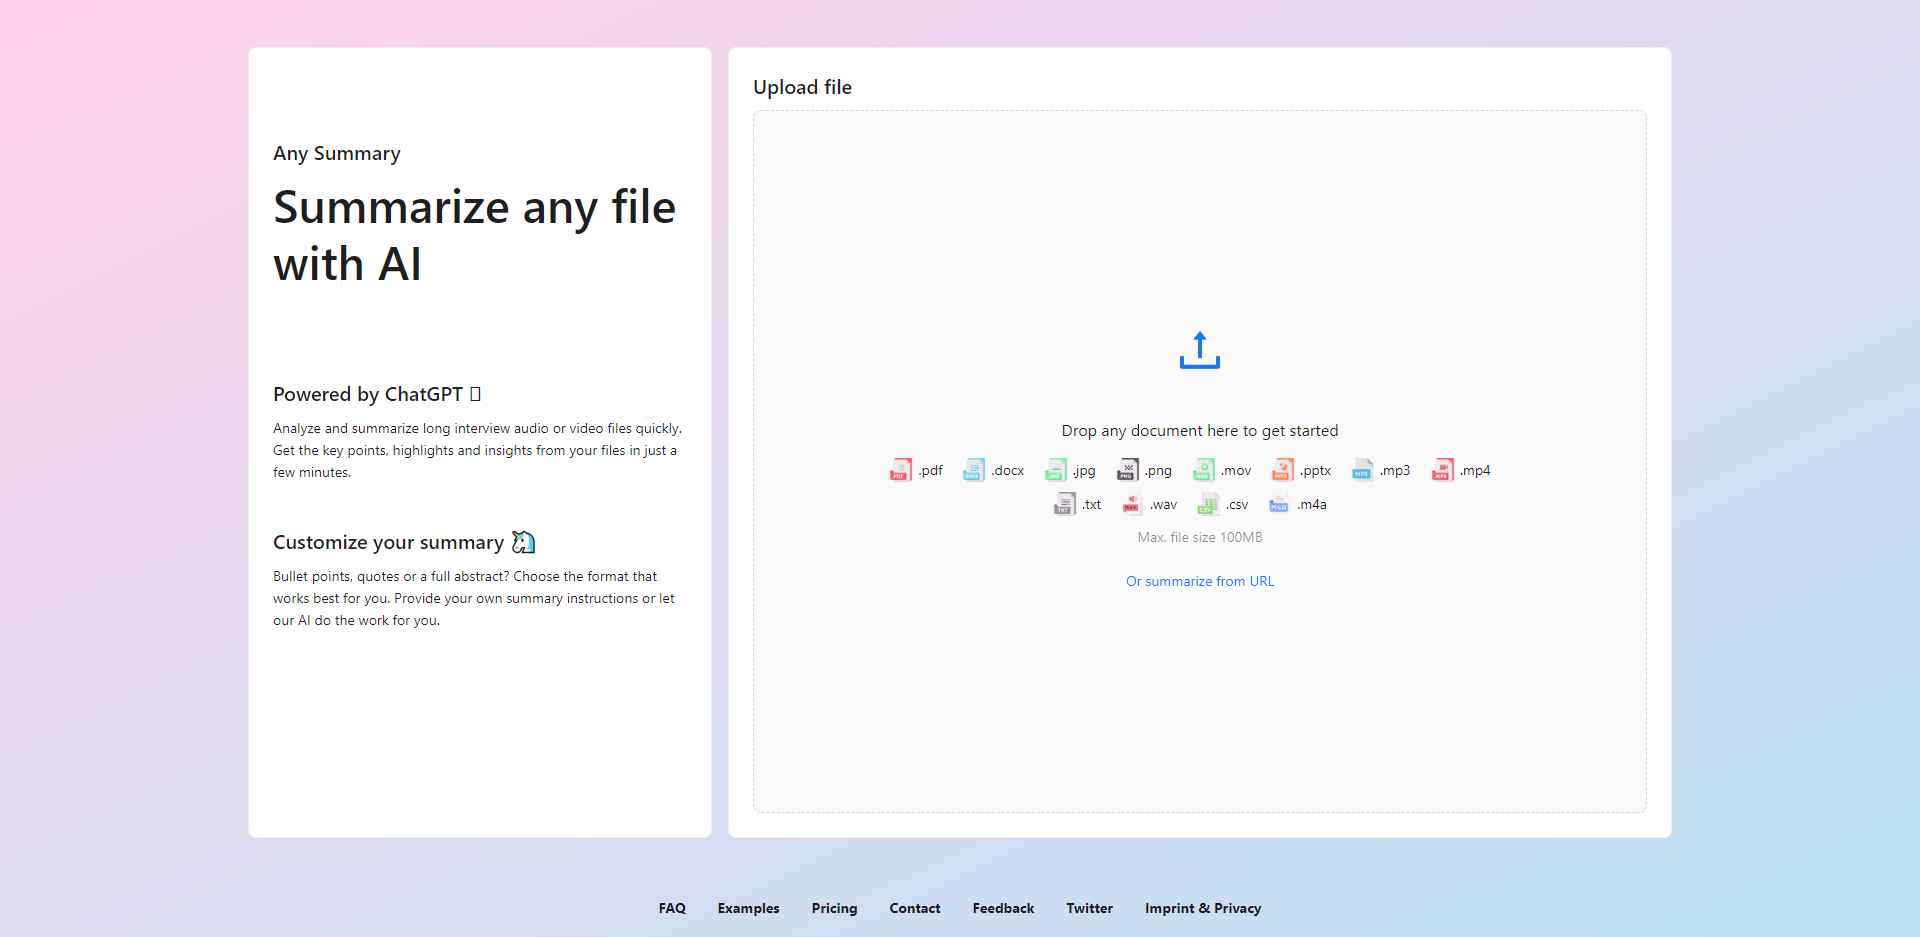 Any Summary
Summarize any file
with AI
Powered by ChatGPT
Analyze and summarize long interview audio or video files quickly.
Get the key points, highlights and insights from your files in just a
few minutes.
Customize your summary 🦄
Bullet points, quotes or a full abstract? Choose the format that
works best for you. Provide your own summary instructions or let
our AI do the work for you.
Upload file
Drop any document here to get started
.pdf .docx .jpg .png .mov .pptx .mp3 .mp4
.txt .wav .csv .m4a
Max. file size 100MB
Or summarize from URL
FAQ Examples Pricing Contact Feedback Twitter Imprint & Privacy